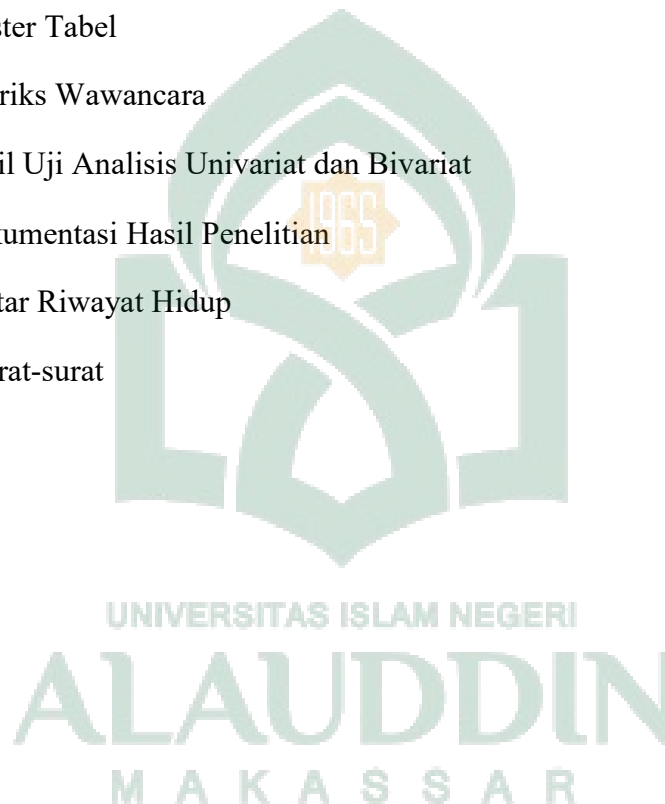 ster Tabel
riks Wawancara
il Uji Analisis Univariat dan Bivariat
1965
umentasi Hasil Penelitian
tar Riwayat Hidup
rat-surat
UNIVERSITAS ISLAM NEGERI
ALAUDDIN
MAKASSAR